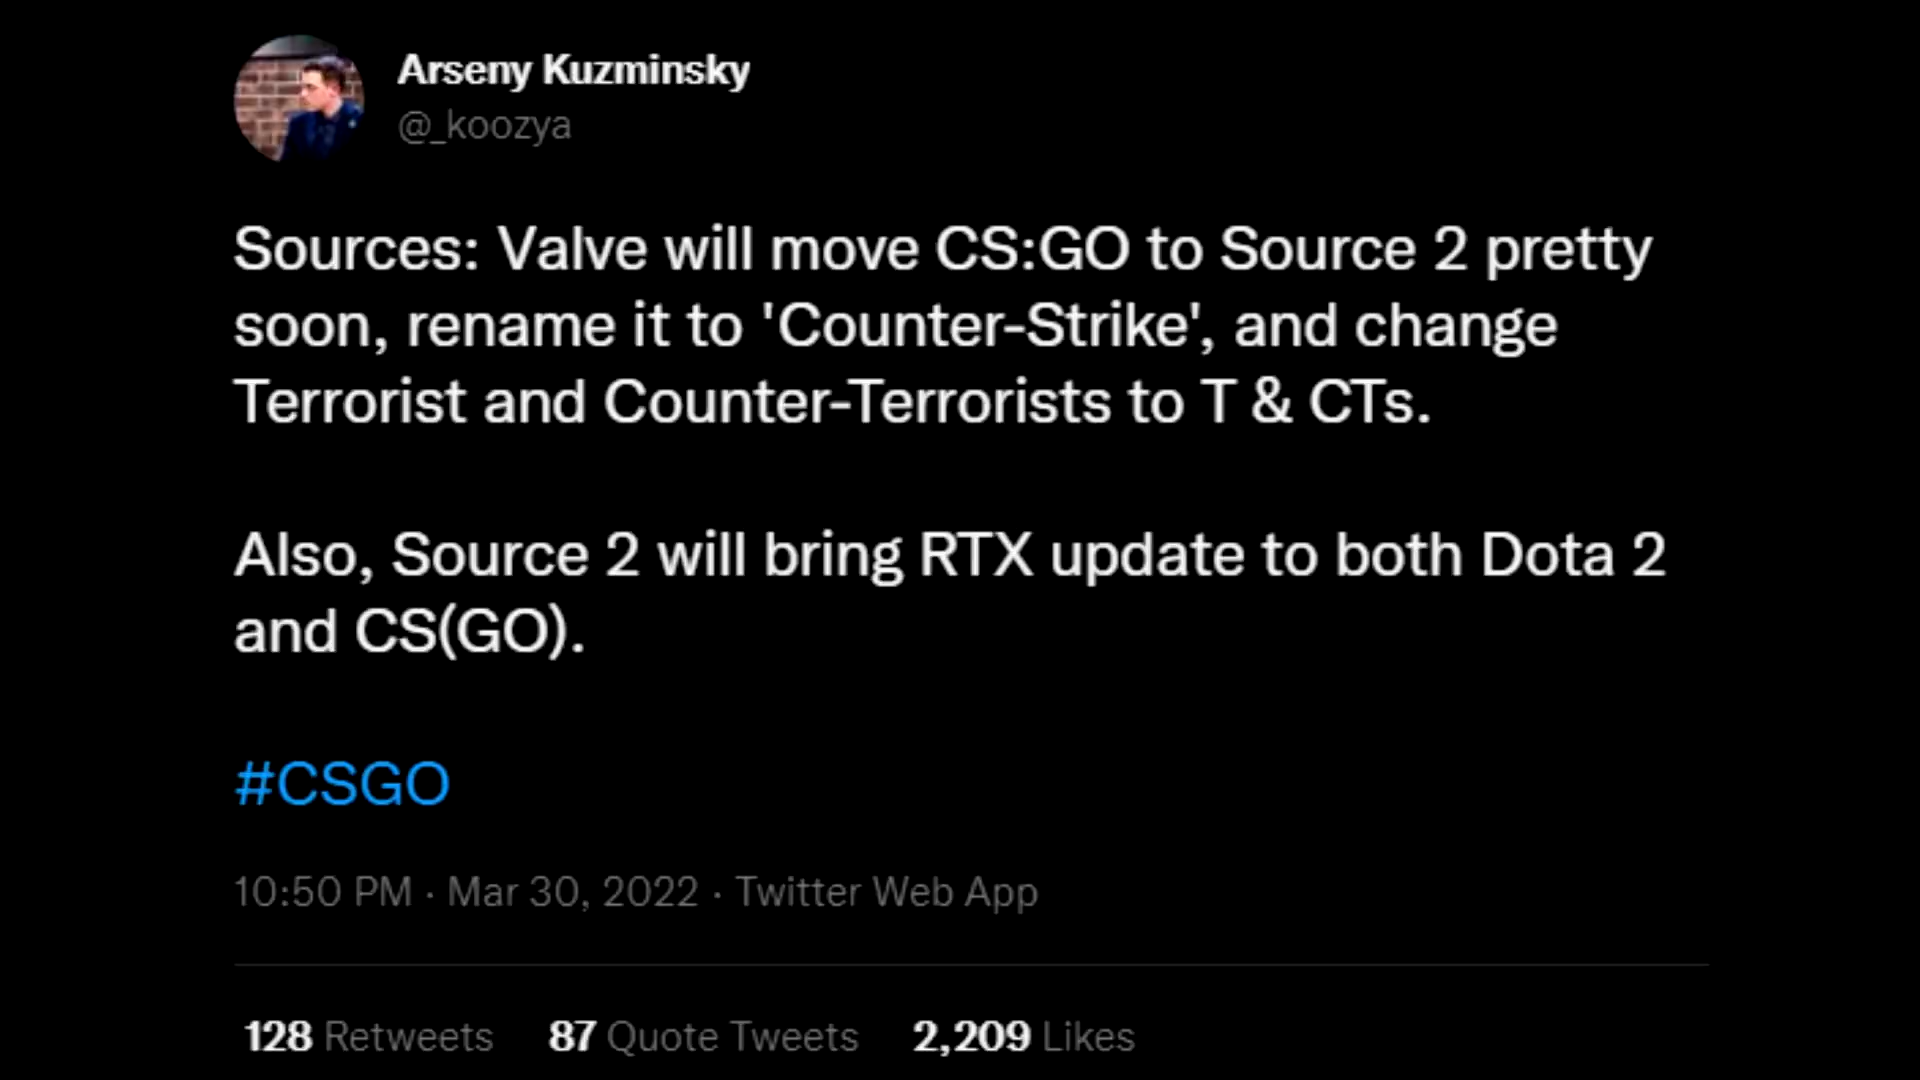 Arseny Kuzminsky
@_koozya
Sources: Valve will move CS:GO to Source 2 pretty
soon, rename it to 'Counter-Strike', and change
Terrorist and Counter-Terrorists to T & CTs.
Also, Source 2 will bring RTX update to both Dota 2
and CS(GO).
#CSGO
10:50 PM · Mar 30, 2022 · Twitter Web App
128 Retweets 87 Quote Tweets 2,209 Likes